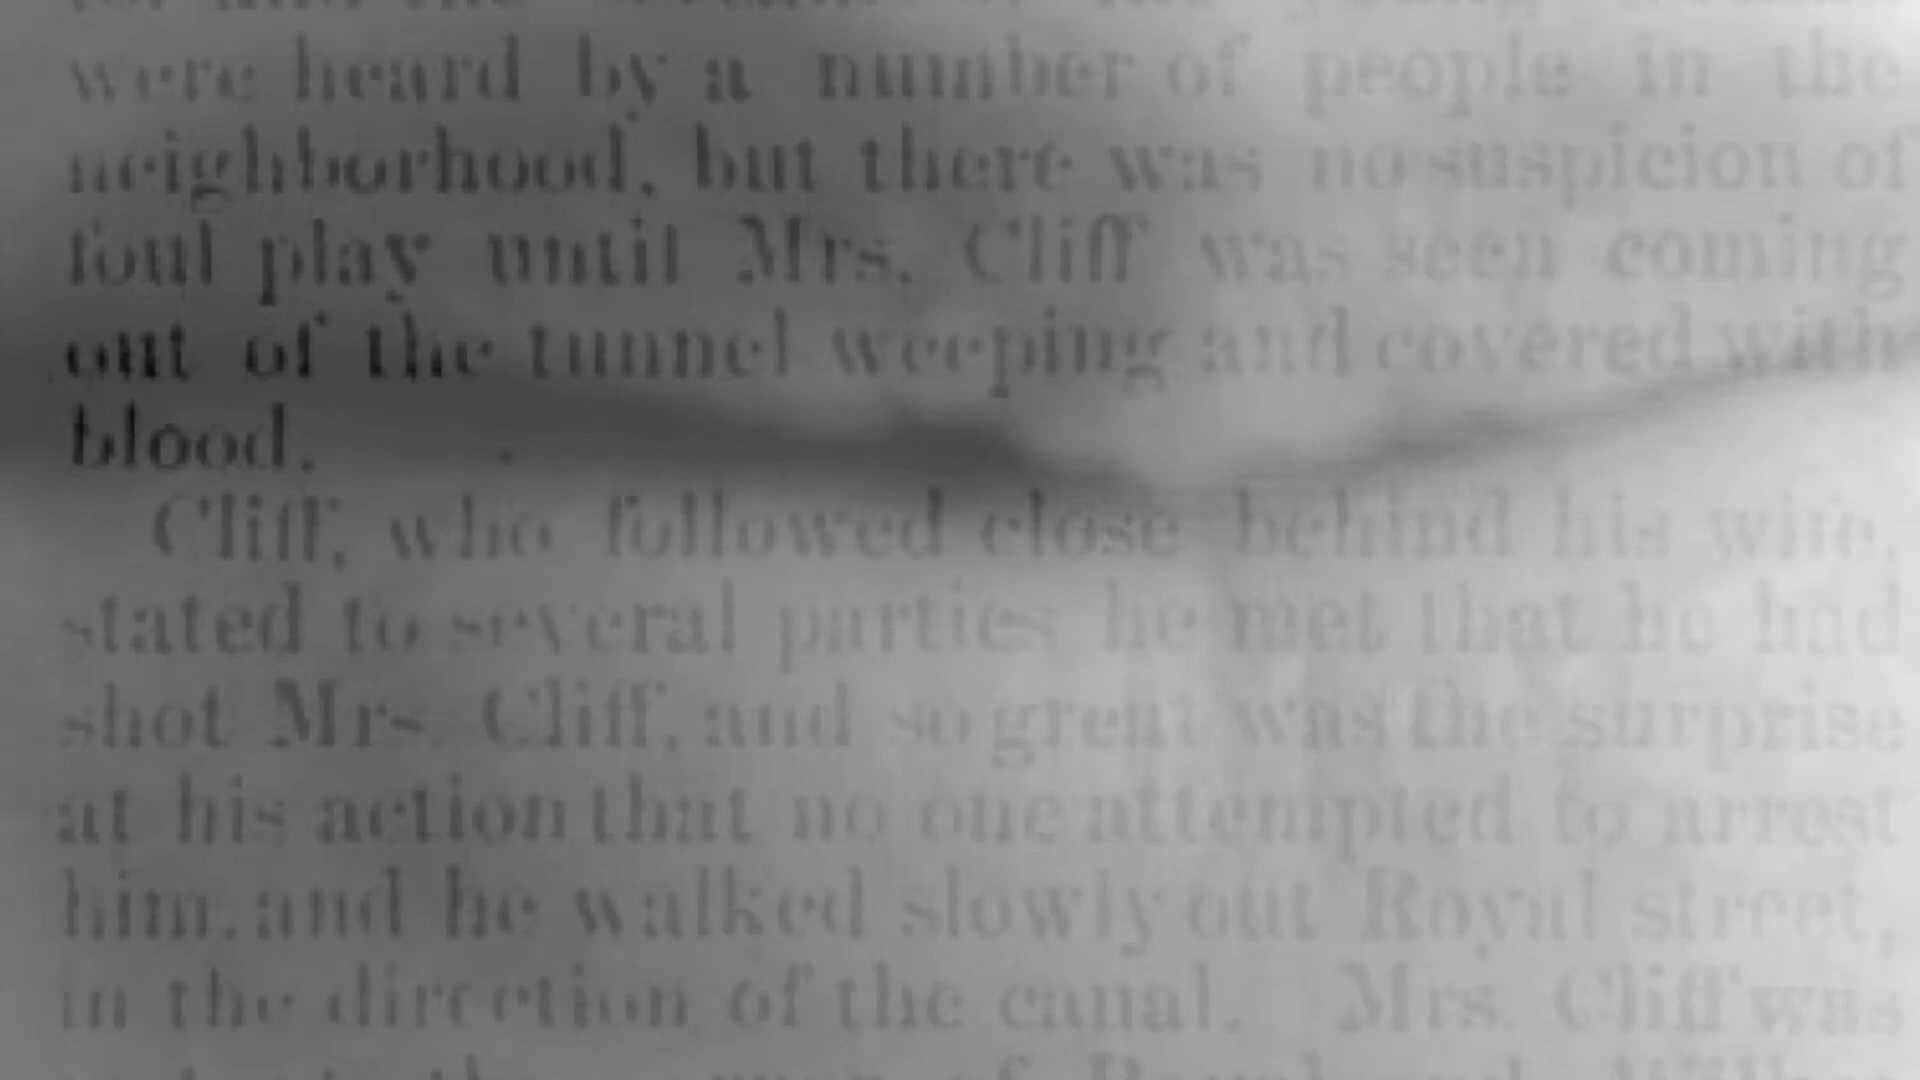 were heard by a number of people in the
neighborhood, but there was no suspicion of
foul play until Mrs. Cliff was seen coming
out of the tunnel weeping and covered with
blood.
Cliff, who followed close behind his wife,
stated to several parties he met that he had
shot Mrs. Cliff, and so great was the surprise
at his action that no one attempted to arrest
him, and he walked slowly out Royal street,
in the direction of the canal. Mrs. Cliff was